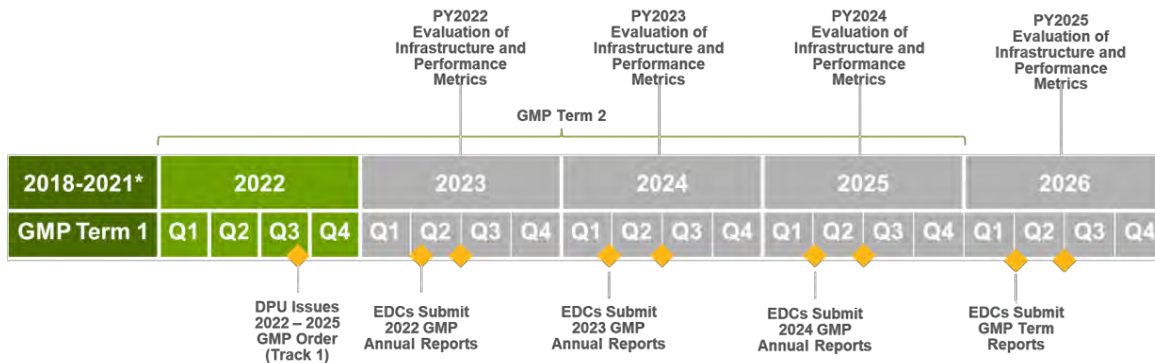 PY2022
Evaluation of
Infrastructure and
Performance
Metrics
PY2023
Evaluation of
Infrastructure and
Performance
Metrics
PY2024
Evaluation of
Infrastructure and
Performance
Metrics
PY2025
Evaluation of
Infrastructure and
Performance
Metrics
GMP Term 2
2018-2021* 2022 2023 2024 2025 2026
GMP Term 1 Q1 Q2 Q3 Q4 Q1 Q2 Q3 Q4 Q1 Q2 Q3 Q4 Q1 Q2 Q3 Q4 Q1 Q2 Q3 Q4
DPU Issues
2022 – 2025
GMP Order
(Track 1)
EDCs Submit
2022 GMP
Annual Reports
EDCs Submit
2023 GMP
Annual Reports
EDCs Submit
2024 GMP
Annual Reports
EDCs Submit
GMP Term
Reports